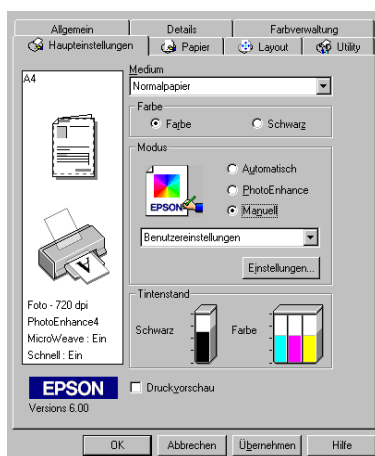 Allgemein Details Farbverwaltung
Haupteinstellungen Papier Layout Utility
A4
Medium
Normalpapier
Farbe
Farbe Schwarz
Modus
Automatisch
PhotoEnhance
Manuell
EPSON
Benutzereinstellungen
Einstellungen...
A
Tintenstand
Schwarz Farbe
Foto - 720 dpi
PhotoEnhance4
MicroWeave : Ein
Schnell : Ein
EPSON
Versions 6.00
Druckvorschau
OK Abbrechen Übernehmen Hilfe